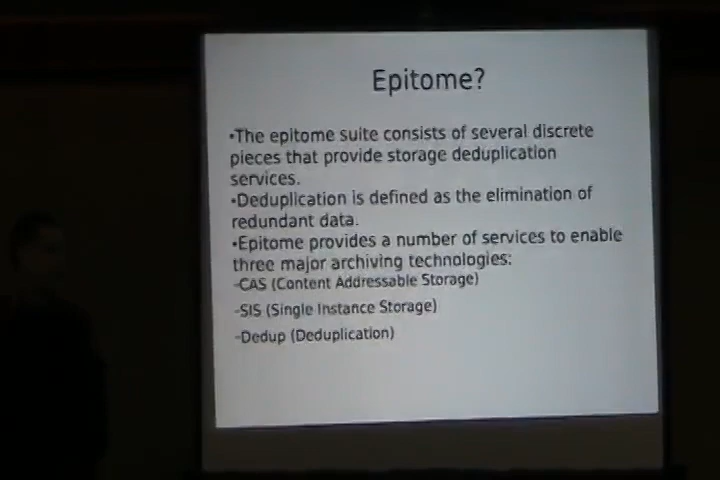 Epitome?
•The epitome suite consists of several discrete
pieces that provide storage deduplication
services.
•Deduplication is defined as the elimination of
redundant data.
•Epitome provides a number of services to enable
three major archiving technologies:
-CAS (Content Addressable Storage)
-SIS (Single Instance Storage)
-Dedup (Deduplication)